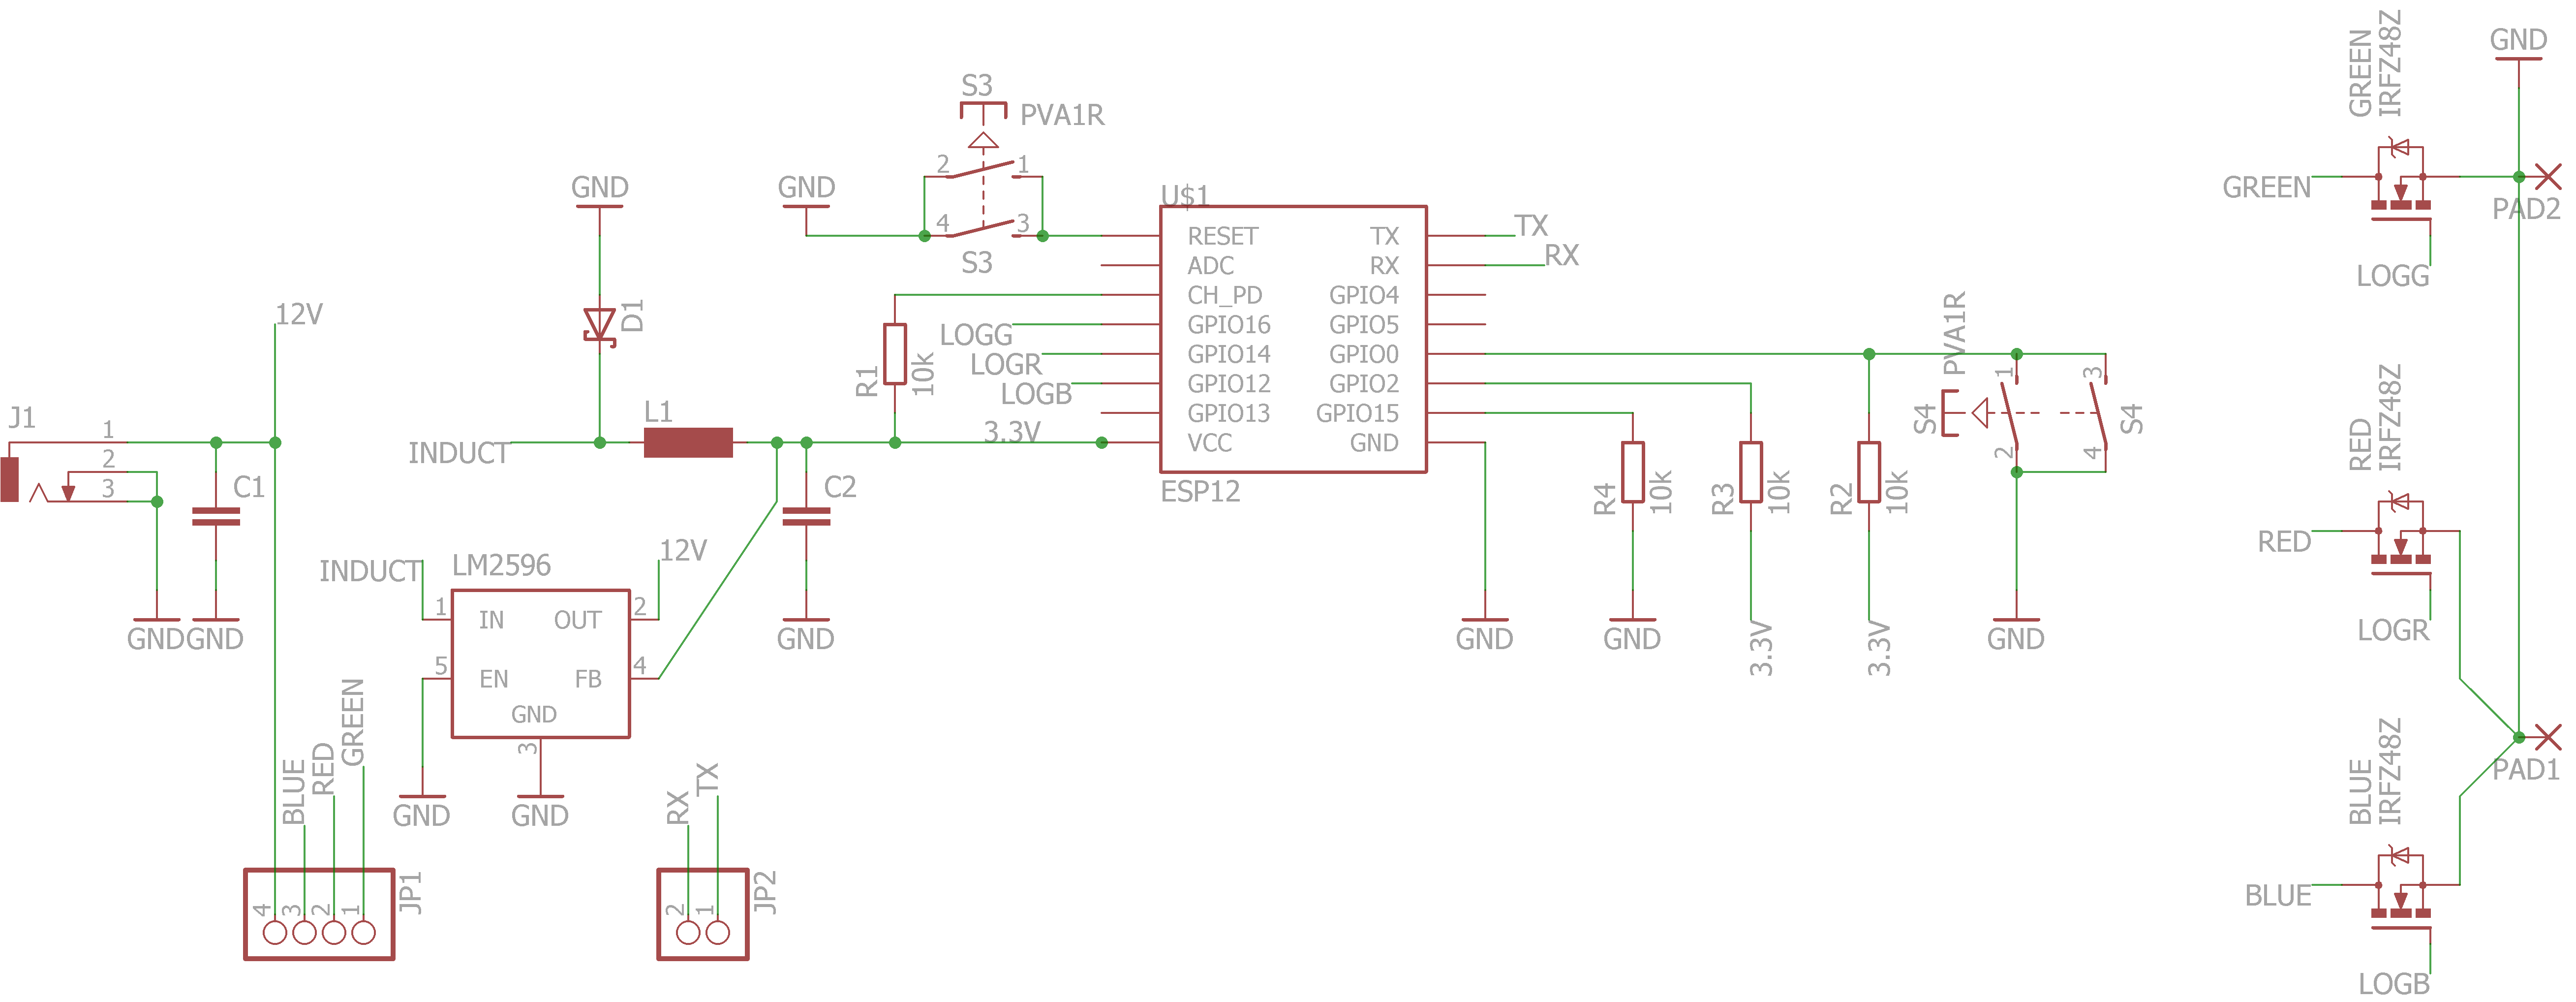 J1
1
2
3
C1
GND
GND
12V
JP1
4
3
2
1
BLUE
RED
GREEN
GND
D1
INDUCT
L1
INDUCT
LM2596
12V
1
IN
OUT
2
5
EN
FB
4
GND
3
GND
GND
RX
TX
JP2
2
1
C2
GND
S3
PVA1R
GND
2
1
4
3
S3
R1
10k
LOGG
LOGR
LOGB
3.3V
U$1
RESET
TX
ADC
RX
CH_PD
GPIO4
GPIO16
GPIO5
GPIO14
GPIO0
GPIO12
GPIO2
GPIO13
GPIO15
VCC
GND
ESP12
TX
RX
GND
R4
10k
GND
R3
10k
3.3V
R2
10k
3.3V
PVA1R
S4
1
2
3
4
S4
GND
GREEN
IRFZ48Z
GND
GREEN
PAD2
LOGG
RED
IRFZ48Z
RED
LOGR
BLUE
IRFZ48Z
PAD1
BLUE
LOGB